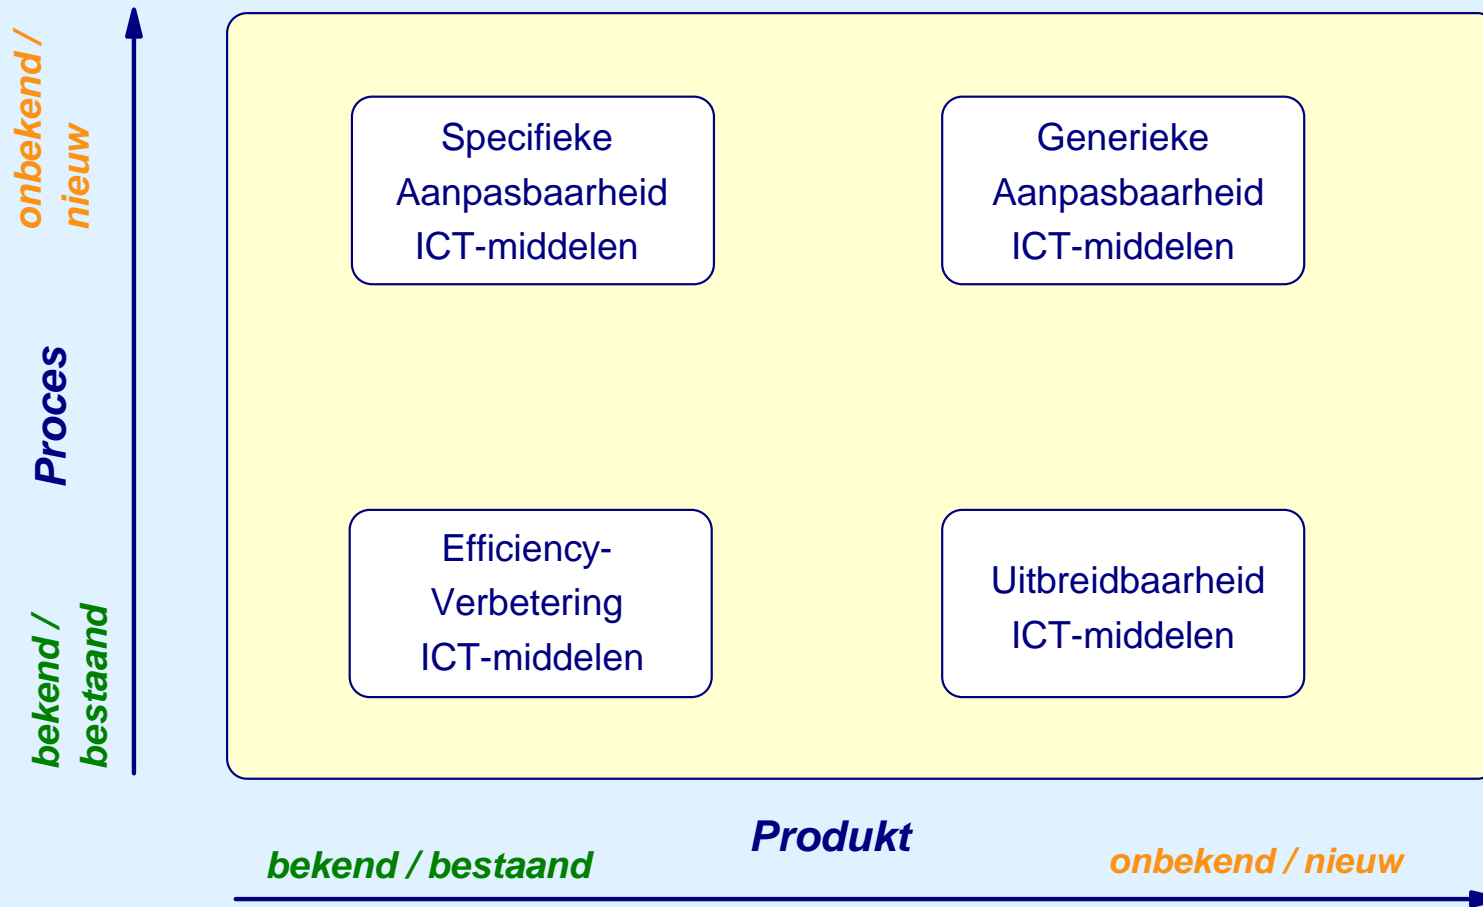 onbekend /
nieuw
Proces
bekend /
bestaand
Specifieke
Aanpasbaarheid
ICT-middelen
Generieke
Aanpasbaarheid
ICT-middelen
Efficiency-
Verbetering
ICT-middelen
Uitbreidbaarheid
ICT-middelen
Produkt
bekend / bestaand
onbekend / nieuw